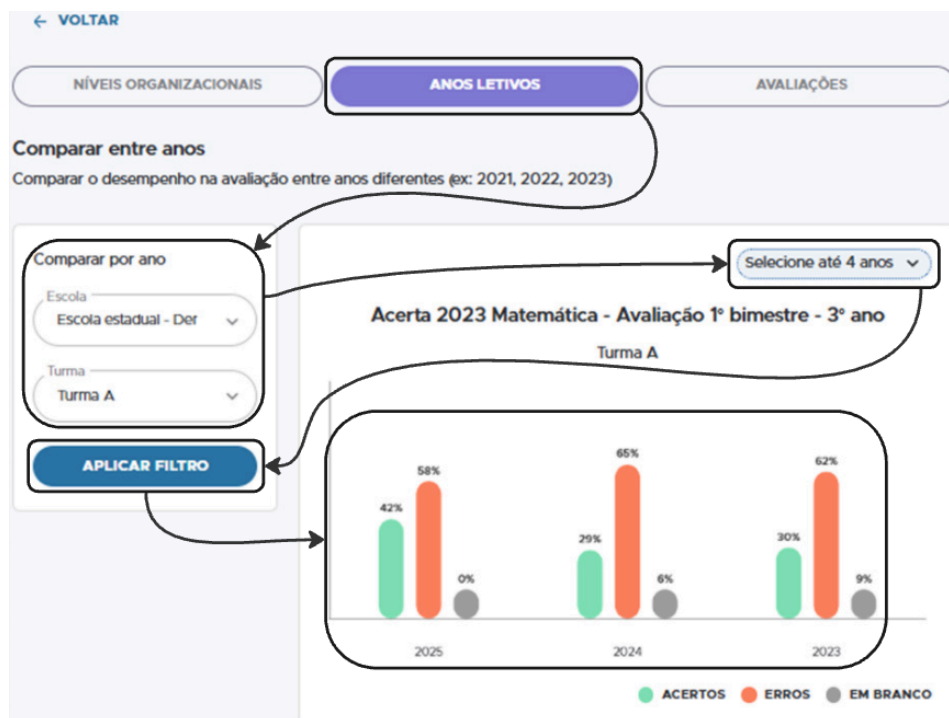 ← VOLTAR
NÍVEIS ORGANIZACIONAIS
ANOS LETIVOS
AVALIAÇÕES
Comparar entre anos
Comparar o desempenho na avaliação entre anos diferentes (ex: 2021, 2022, 2023)
Comparar por ano
Escola
Escola estadual - Der
Turma
Turma A
APLICAR FILTRO
Selecione até 4 anos
Acerta 2023 Matemática - Avaliação 1° bimestre - 3° ano
Turma A
42% 58% 0%
29% 65% 6%
30% 62% 9%
2025 2024 2023
ACERTOS ERROS EM BRANCO